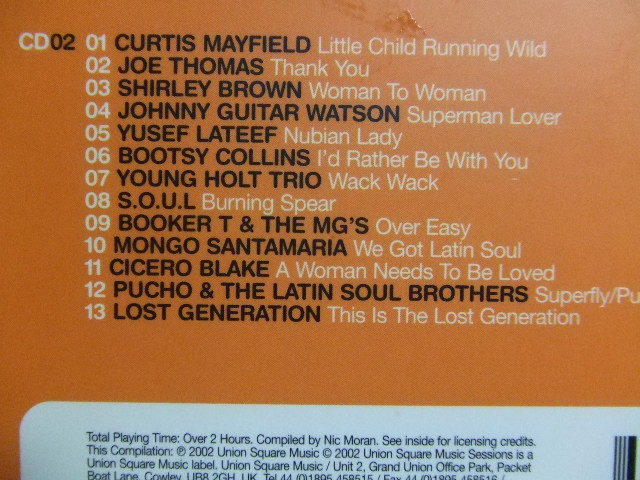 CD02 01 CURTIS MAYFIELD Little Child Running Wild
02 JOE THOMAS Thank You
03 SHIRLEY BROWN Woman To Woman
04 JOHNNY GUITAR WATSON Superman Lover
05 YUSEF LATEEF Nubian Lady
06 BOOTSY COLLINS I'd Rather Be With You
07 YOUNG HOLT TRIO Wack Wack
08 S.O.U.L Burning Spear
09 BOOKER T & THE MG'S Over Easy
10 MONGO SANTAMARIA We Got Latin Soul
11 CICERO BLAKE A Woman Needs To Be Loved
12 PUCHO & THE LATIN SOUL BROTHERS Superfly/Pu
13 LOST GENERATION This Is The Lost Generation
Total Playing Time: Over 2 Hours. Compiled by Nic Moran. See inside for licensing credits.
This Compilation: ℗ 2002 Union Square Music © 2002 Union Square Music Sessions is a
Union Square Music label. Union Square Music / Unit 2, Grand Union Office Park, Packet
Boat Lane, Cowley, UB8 2GH, UK. Tel 44 (0)1895 458515 / Fax 44 (0)1895 458516 /